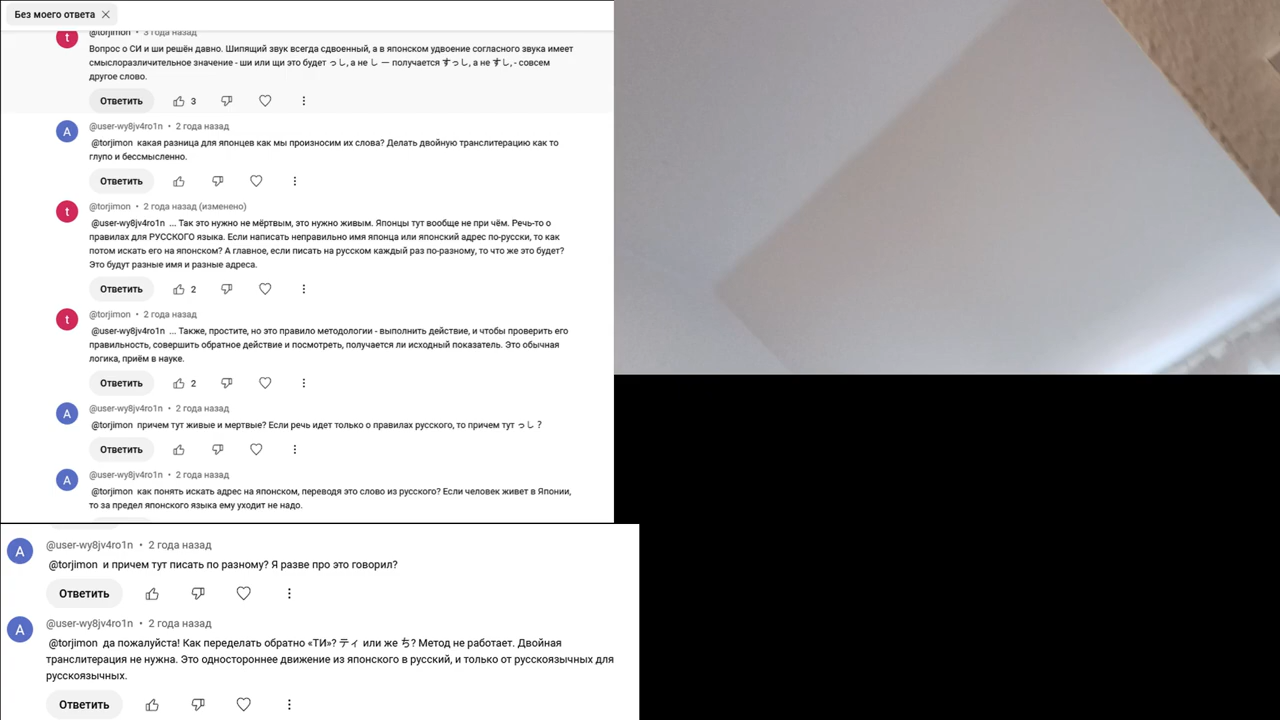 Без моего ответа
@torjimon • 3 года назад
Вопрос о СИ и ши решён давно. Шипящий звук всегда сдвоенный, а в японском удвоение согласного звука имеет
смыслоразличительное значение - ши или щи это будет っし, а не し — получается すっし, а не すし, - совсем
другое слово.
Ответить 3
@user-wy8jv4ro1n • 2 года назад
@torjimon какая разница для японцев как мы произносим их слова? Делать двойную транслитерацию как то
глупо и бессмысленно.
Ответить
@torjimon • 2 года назад (изменено)
@user-wy8jv4ro1n ... Так это нужно не мёртвым, это нужно живым. Японцы тут вообще не при чём. Речь-то о
правилах для РУССКОГО языка. Если написать неправильно имя японца или японский адрес по-русски, то как
потом искать его на японском? А главное, если писать на русском каждый раз по-разному, то что же это будет?
Это будут разные имя и разные адреса.
Ответить 2
@torjimon • 2 года назад
@user-wy8jv4ro1n ... Также, простите, но это правило методологии - выполнить действие, и чтобы проверить его
правильность, совершить обратное действие и посмотреть, получается ли исходный показатель. Это обычная
логика, приём в науке.
Ответить 2
@user-wy8jv4ro1n • 2 года назад
@torjimon причем тут живые и мертвые? Если речь идет только о правилах русского, то причем тут っし？
Ответить
@user-wy8jv4ro1n • 2 года назад
@torjimon как понять искать адрес на японском, переводя это слово из русского? Если человек живет в Японии,
то за предел японского языка ему уходит не надо.
@user-wy8jv4ro1n • 2 года назад
@torjimon и причем тут писать по разному? Я разве про это говорил?
Ответить
@user-wy8jv4ro1n • 2 года назад
@torjimon да пожалуйста! Как переделать обратно «ТИ»? ティ или же ち? Метод не работает. Двойная
транслитерация не нужна. Это одностороннее движение из японского в русский, и только от русскоязычных для
русскоязычных.
Ответить